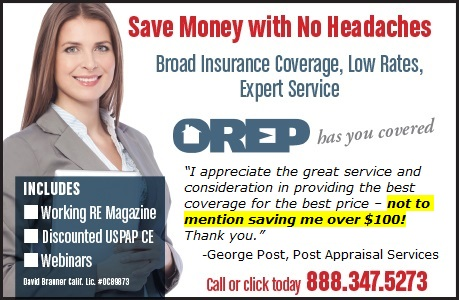 Save Money with No Headaches
Broad Insurance Coverage, Low Rates,
Expert Service
OREP has you covered
“I appreciate the great service and
consideration in providing the best
coverage for the best price – not to
mention saving me over $100!
Thank you.”
-George Post, Post Appraisal Services
INCLUDES
Working RE Magazine
Discounted USPAP CE
Webinars
David Branner Calif. Lic. #0C89873
Call or click today 888.347.5273